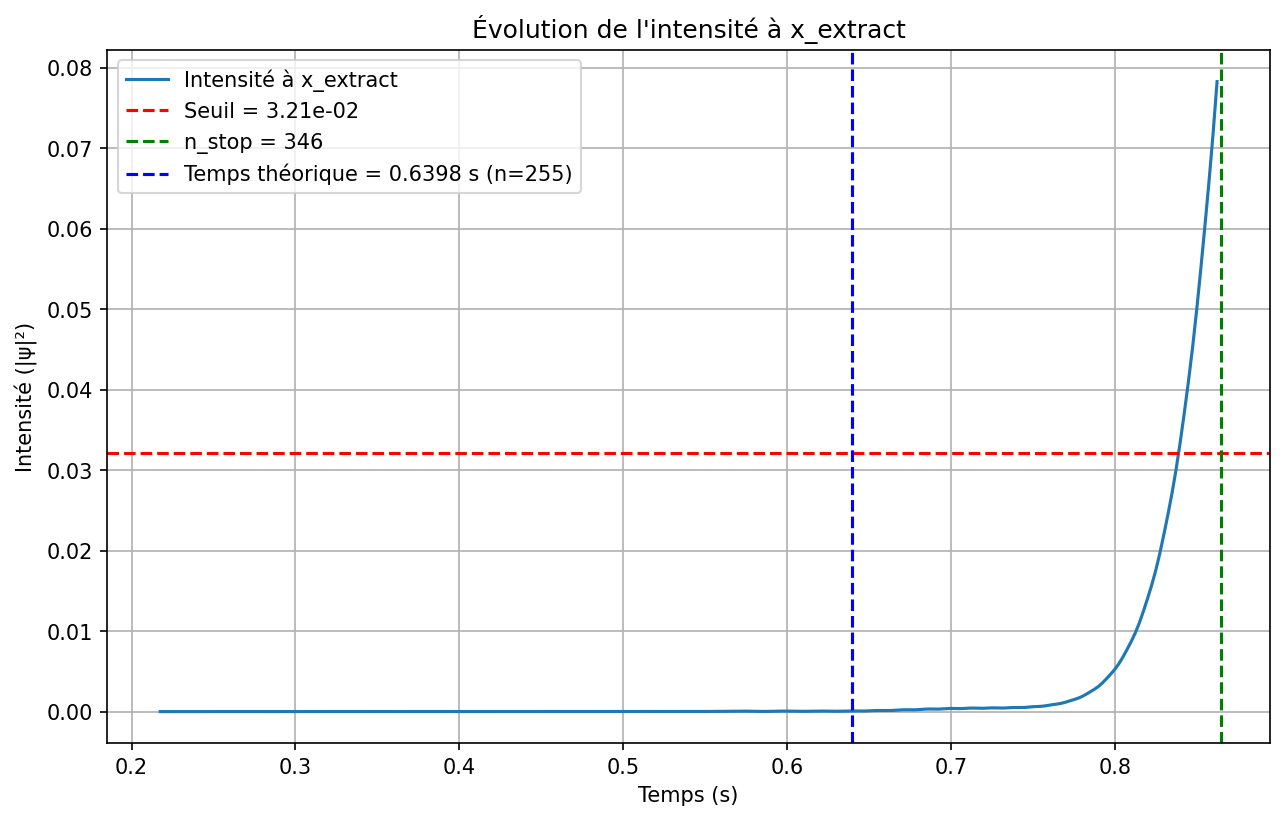 Évolution de l'intensité à x_extract
Intensité à x_extract
Seuil = 3.21e-02
n_stop = 346
Temps théorique = 0.6398 s (n=255)
Intensité (|ψ|²)
0.08
0.07
0.06
0.05
0.04
0.03
0.02
0.01
0.00
0.2 0.3 0.4 0.5 0.6 0.7 0.8
Temps (s)